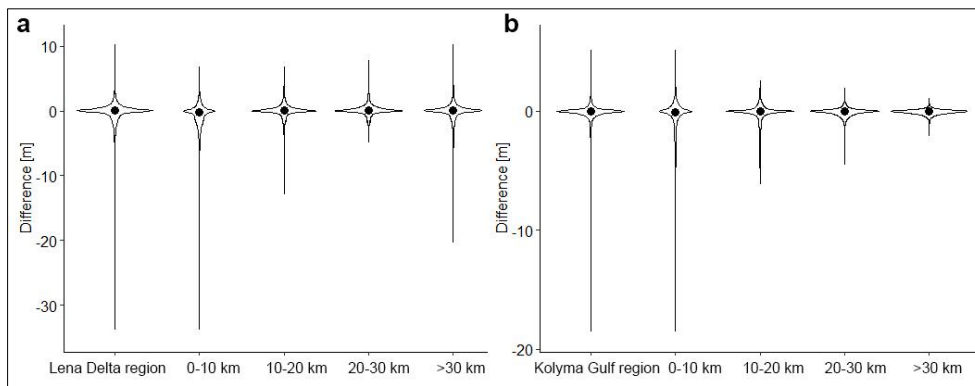 a
10
0
-10
-20
-30
Difference [m]
Lena Delta region 0-10 km 10-20 km 20-30 km >30 km
b
0
-10
-20
Difference [m]
Kolyma Gulf region 0-10 km 10-20 km 20-30 km >30 km